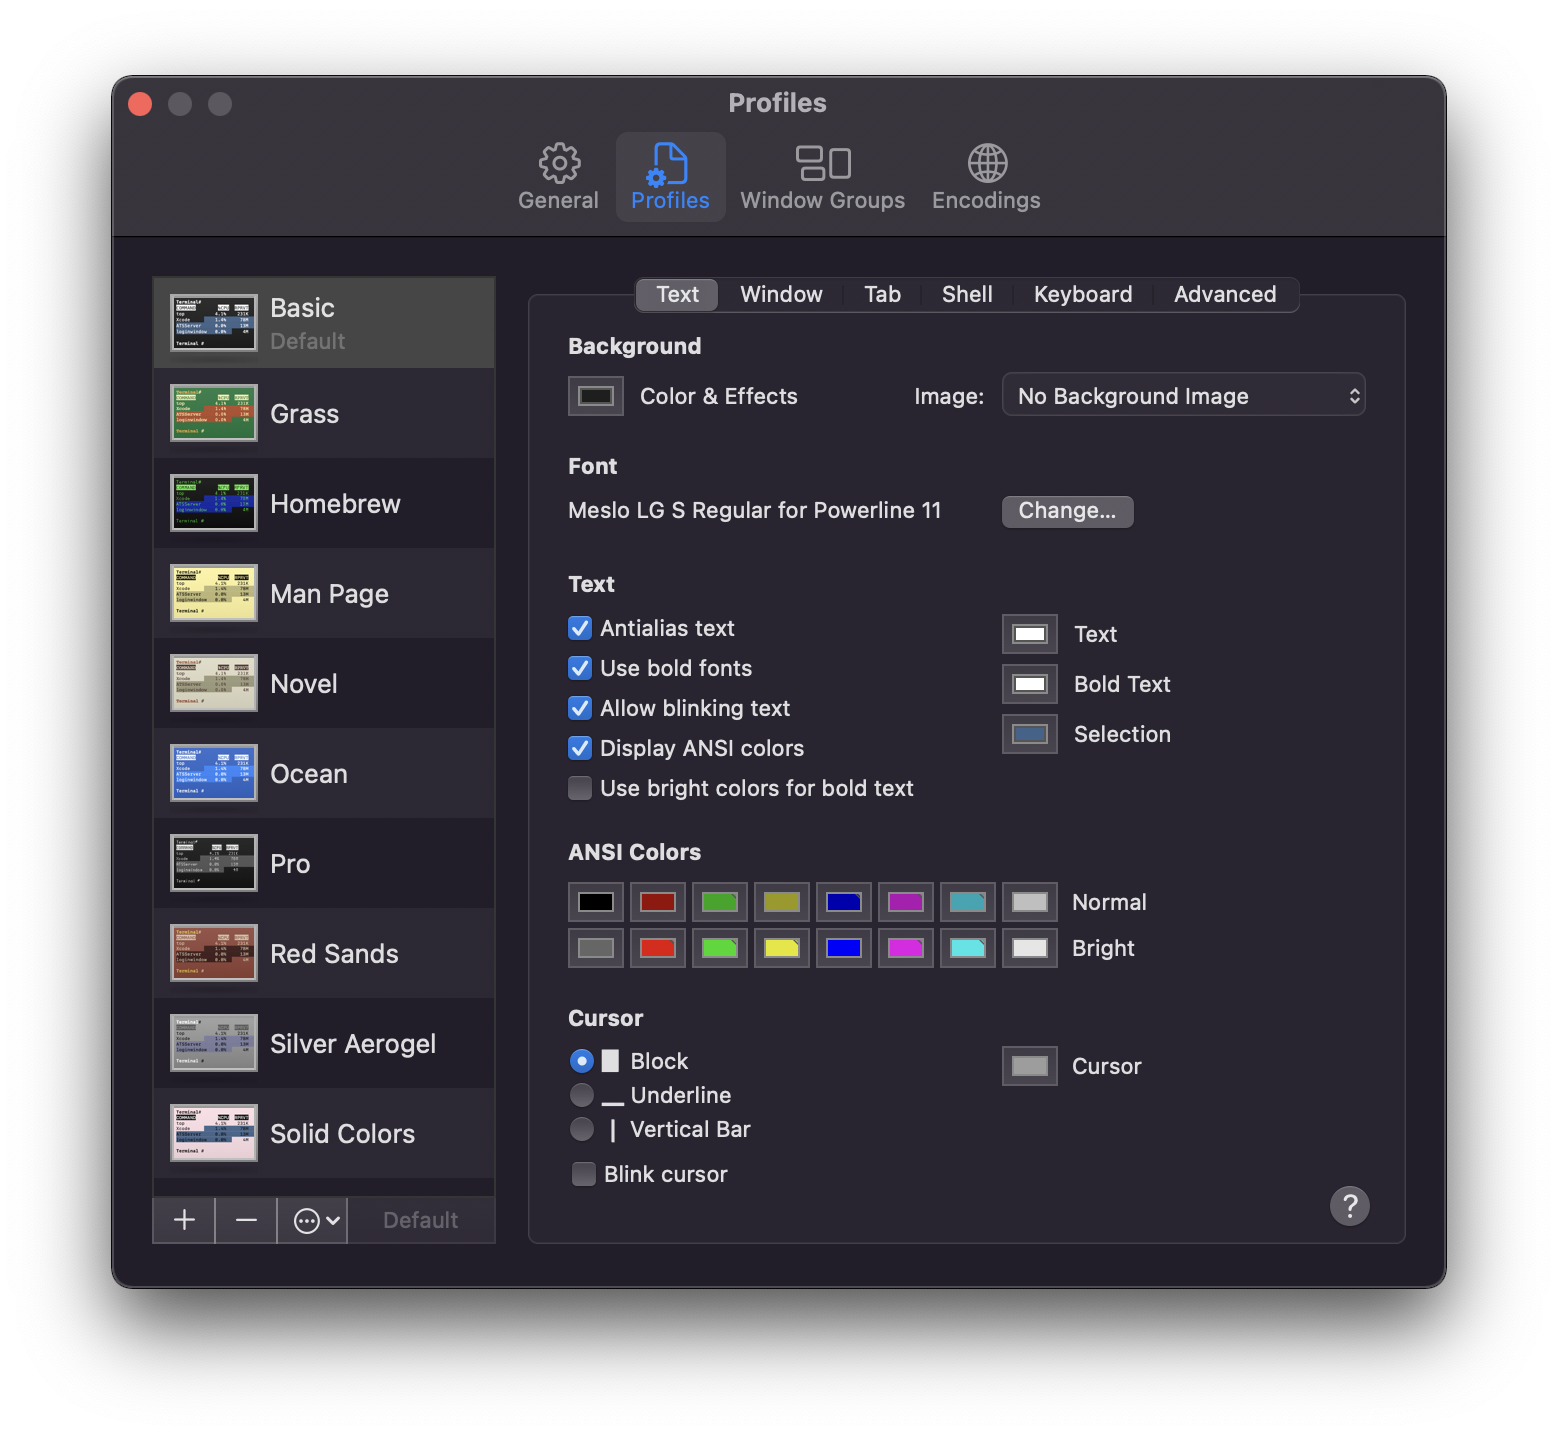 Profiles
General
Profiles
Window Groups
Encodings
Basic
Default
Grass
Homebrew
Man Page
Novel
Ocean
Pro
Red Sands
Silver Aerogel
Solid Colors
Default
Text
Window
Tab
Shell
Keyboard
Advanced
Background
Color & Effects
Image:
No Background Image
Font
Meslo LG S Regular for Powerline 11
Change...
Text
Antialias text
Use bold fonts
Allow blinking text
Display ANSI colors
Use bright colors for bold text
Text
Bold Text
Selection
ANSI Colors
Normal
Bright
Cursor
Block
Underline
Vertical Bar
Blink cursor
Cursor
?